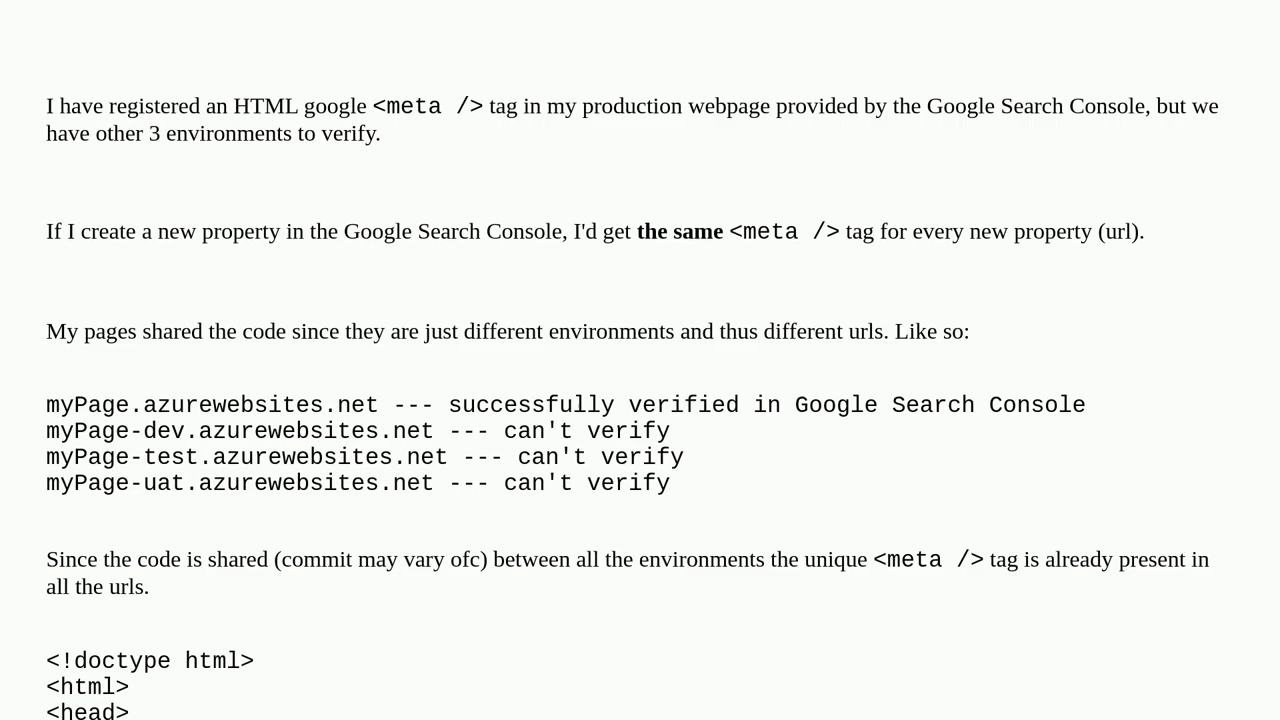 I have registered an HTML google <meta /> tag in my production webpage provided by the Google Search Console, but we
have other 3 environments to verify.
If I create a new property in the Google Search Console, I'd get the same <meta /> tag for every new property (url).
My pages shared the code since they are just different environments and thus different urls. Like so:
myPage.azurewebsites.net --- successfully verified in Google Search Console
myPage-dev.azurewebsites.net --- can't verify
myPage-test.azurewebsites.net --- can't verify
myPage-uat.azurewebsites.net --- can't verify
Since the code is shared (commit may vary ofc) between all the environments the unique <meta /> tag is already present in
all the urls.
<!doctype html>
<html>
<head>